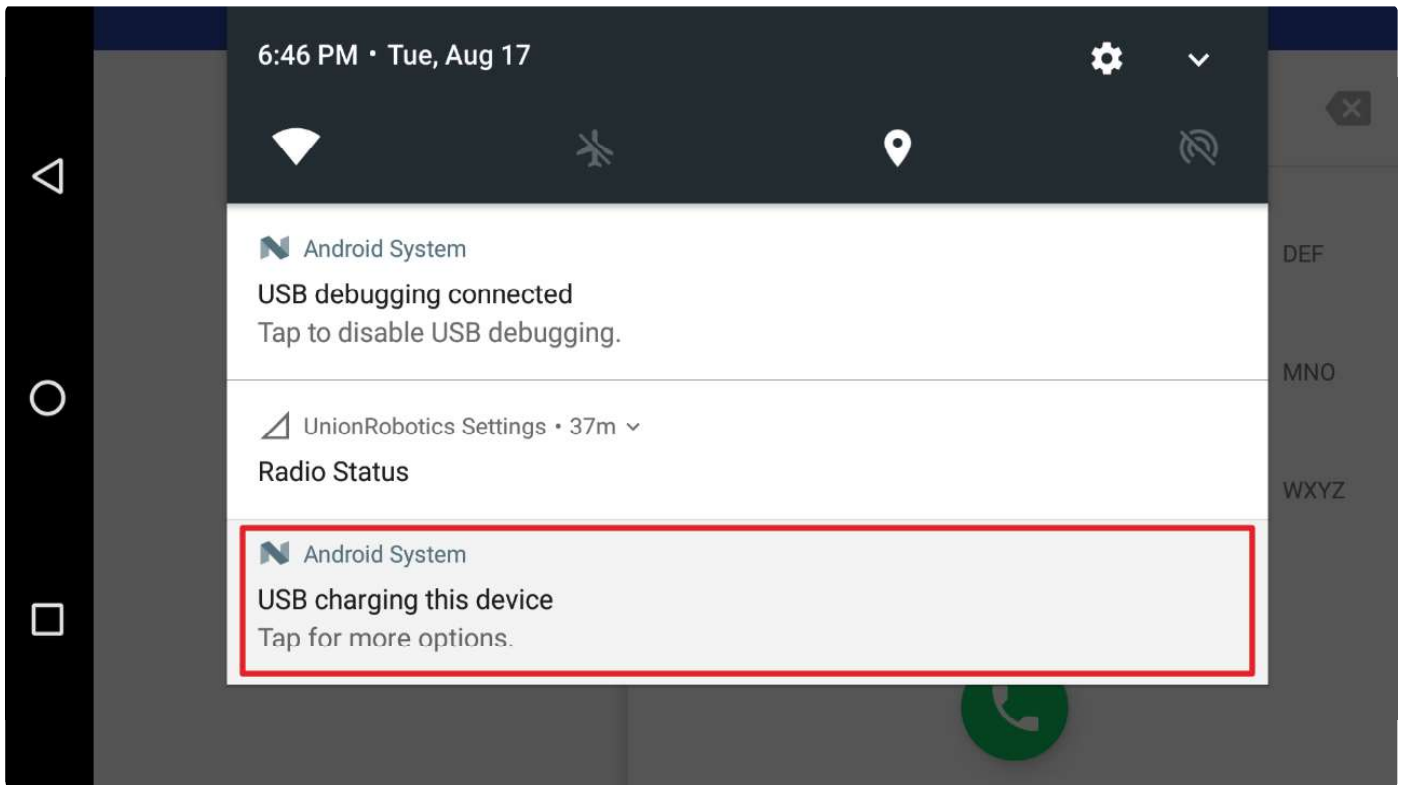 6:46 PM • Tue, Aug 17
Android System
USB debugging connected
Tap to disable USB debugging.
UnionRobotics Settings • 37m
Radio Status
Android System
USB charging this device
Tap for more options.
DEF
MNO
WXYZ